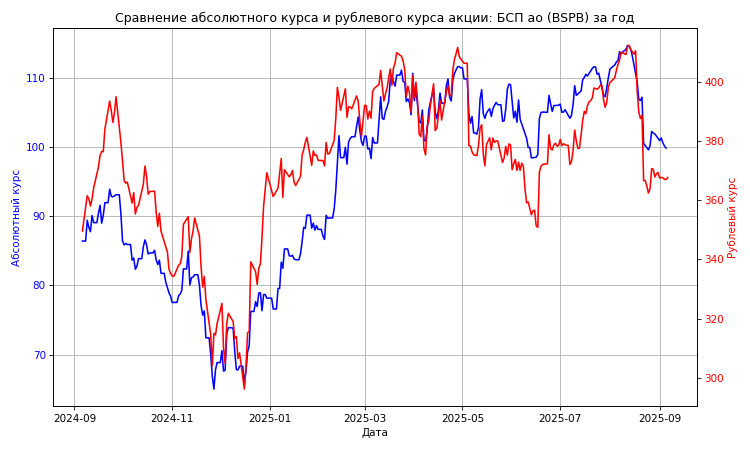 Сравнение абсолютного курса и рублевого курса акции: БСП ао (BSPB) за год
Абсолютный курс
110
100
90
80
70
400
380
360
340
320
300
Рублевый курс
2024-09 2024-11 2025-01 2025-03 2025-05 2025-07 2025-09
Дата